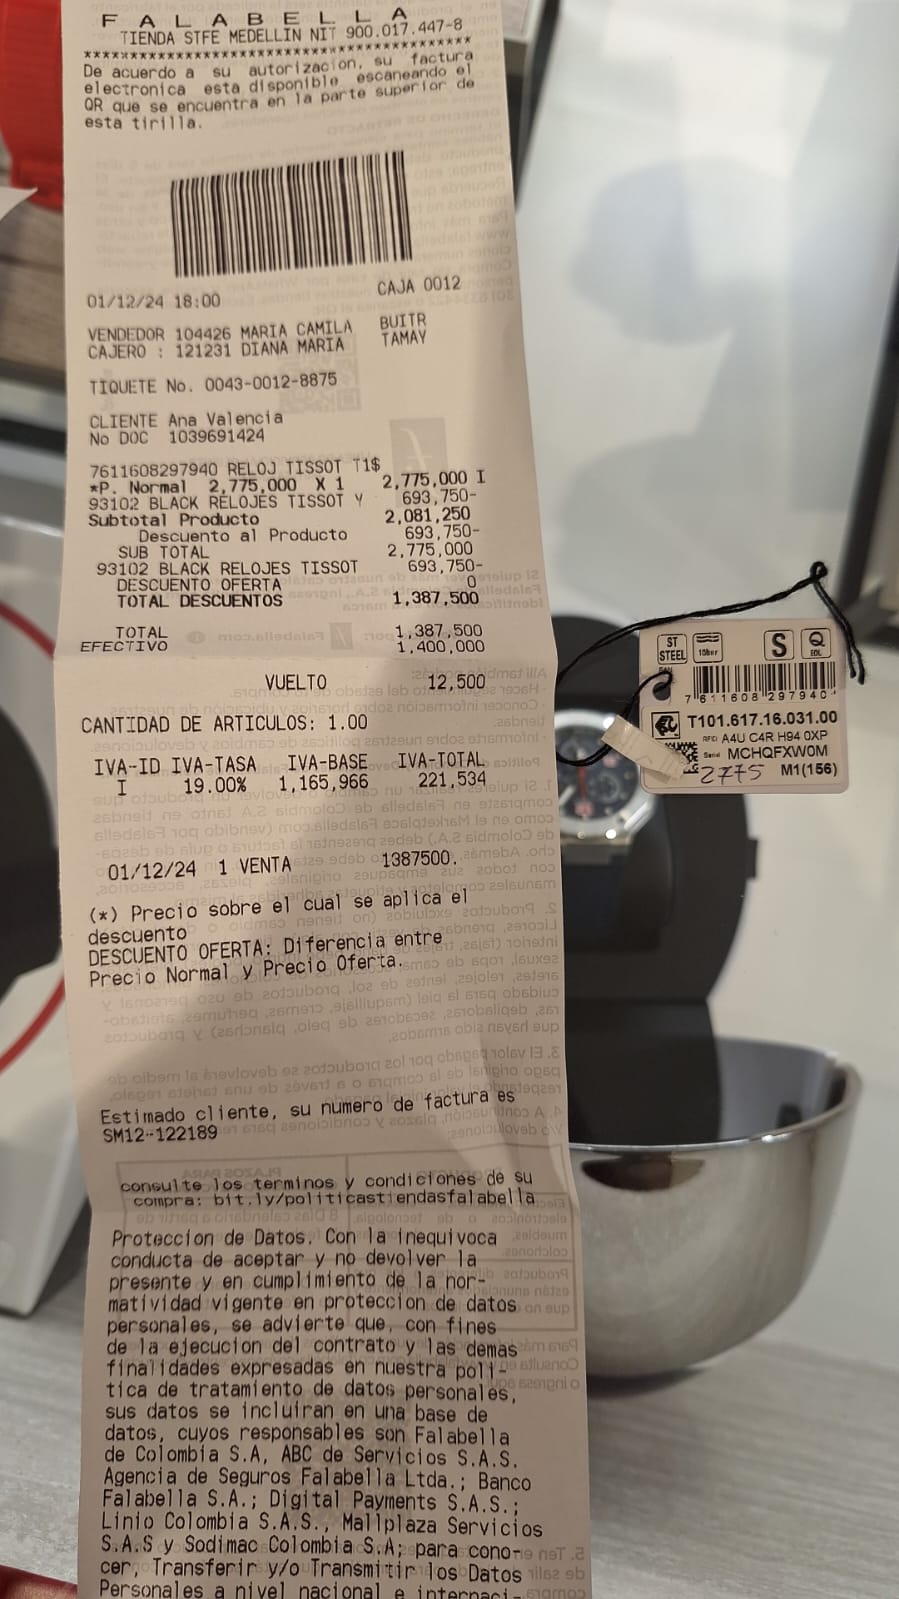 F A L A B E L L A
TIENDA STFE MEDELLIN NIT 900.017.447-8
De acuerdo a su autorizacion, su factura
electronica esta disponible escaneando el
QR que se encuentra en la parte superior de
esta tirilla.
01/12/24 18:00 CAJA 0012
VENDEDOR 104426 MARIA CAMILA BUITR
CAJERO : 121231 DIANA MARIA TAMAY
TIQUETE No. 0043-0012-8875
CLIENTE Ana Valencia
No DOC 1039691424
7611608297940 RELOJ TISSOT T1$
*P. Normal 2,775,000 X 1 2,775,000 I
93102 BLACK RELOJES TISSOT Y 693,750-
Subtotal Producto 2,081,250
Descuento al Producto 693,750-
SUB TOTAL 2,775,000
93102 BLACK RELOJES TISSOT 693,750-
DESCUENTO OFERTA 0
TOTAL DESCUENTOS 1,387,500
TOTAL 1,387,500
EFECTIVO 1,400,000
VUELTO 12,500
CANTIDAD DE ARTICULOS: 1.00
IVA-ID IVA-TASA IVA-BASE IVA-TOTAL
I 19.00% 1,165,966 221,534
01/12/24 1 VENTA 1387500.
(*) Precio sobre el cual se aplica el
descuento
DESCUENTO OFERTA: Diferencia entre
Precio Normal y Precio Oferta.
Estimado cliente, su numero de factura es
SM12-122189
consulte los terminos y condiciones de su
compra: bit.ly/politicastiendasfalabella
Proteccion de Datos. Con la inequivoca
conducta de aceptar y no devolver la
presente y en cumplimiento de la nor-
matividad vigente en proteccion de datos
personales, se advierte que, con fines
de la ejecucion del contrato y las demas
finalidades expresadas en nuestra poli-
tica de tratamiento de datos personales,
sus datos se incluiran en una base de
datos, cuyos responsables son Falabella
de Colombia S.A, ABC de Servicios S.A.S.
Agencia de Seguros Falabella Ltda.; Banco
Falabella S.A.; Digital Payments S.A.S.;
Linio Colombia S.A.S., Mallplaza Servicios
S.A.S y Sodimac Colombia S.A; para cono-
cer, Transferir y/o Transmitir los Datos
Personales a nivel nacional e internaci-
ST
STEEL
10bar
S
Q
EOL
7 611608 297940
T101.617.16.031.00
RFID A4U C4R H94 0XP
Serial MCHQFXW0M
2775 M1(156)